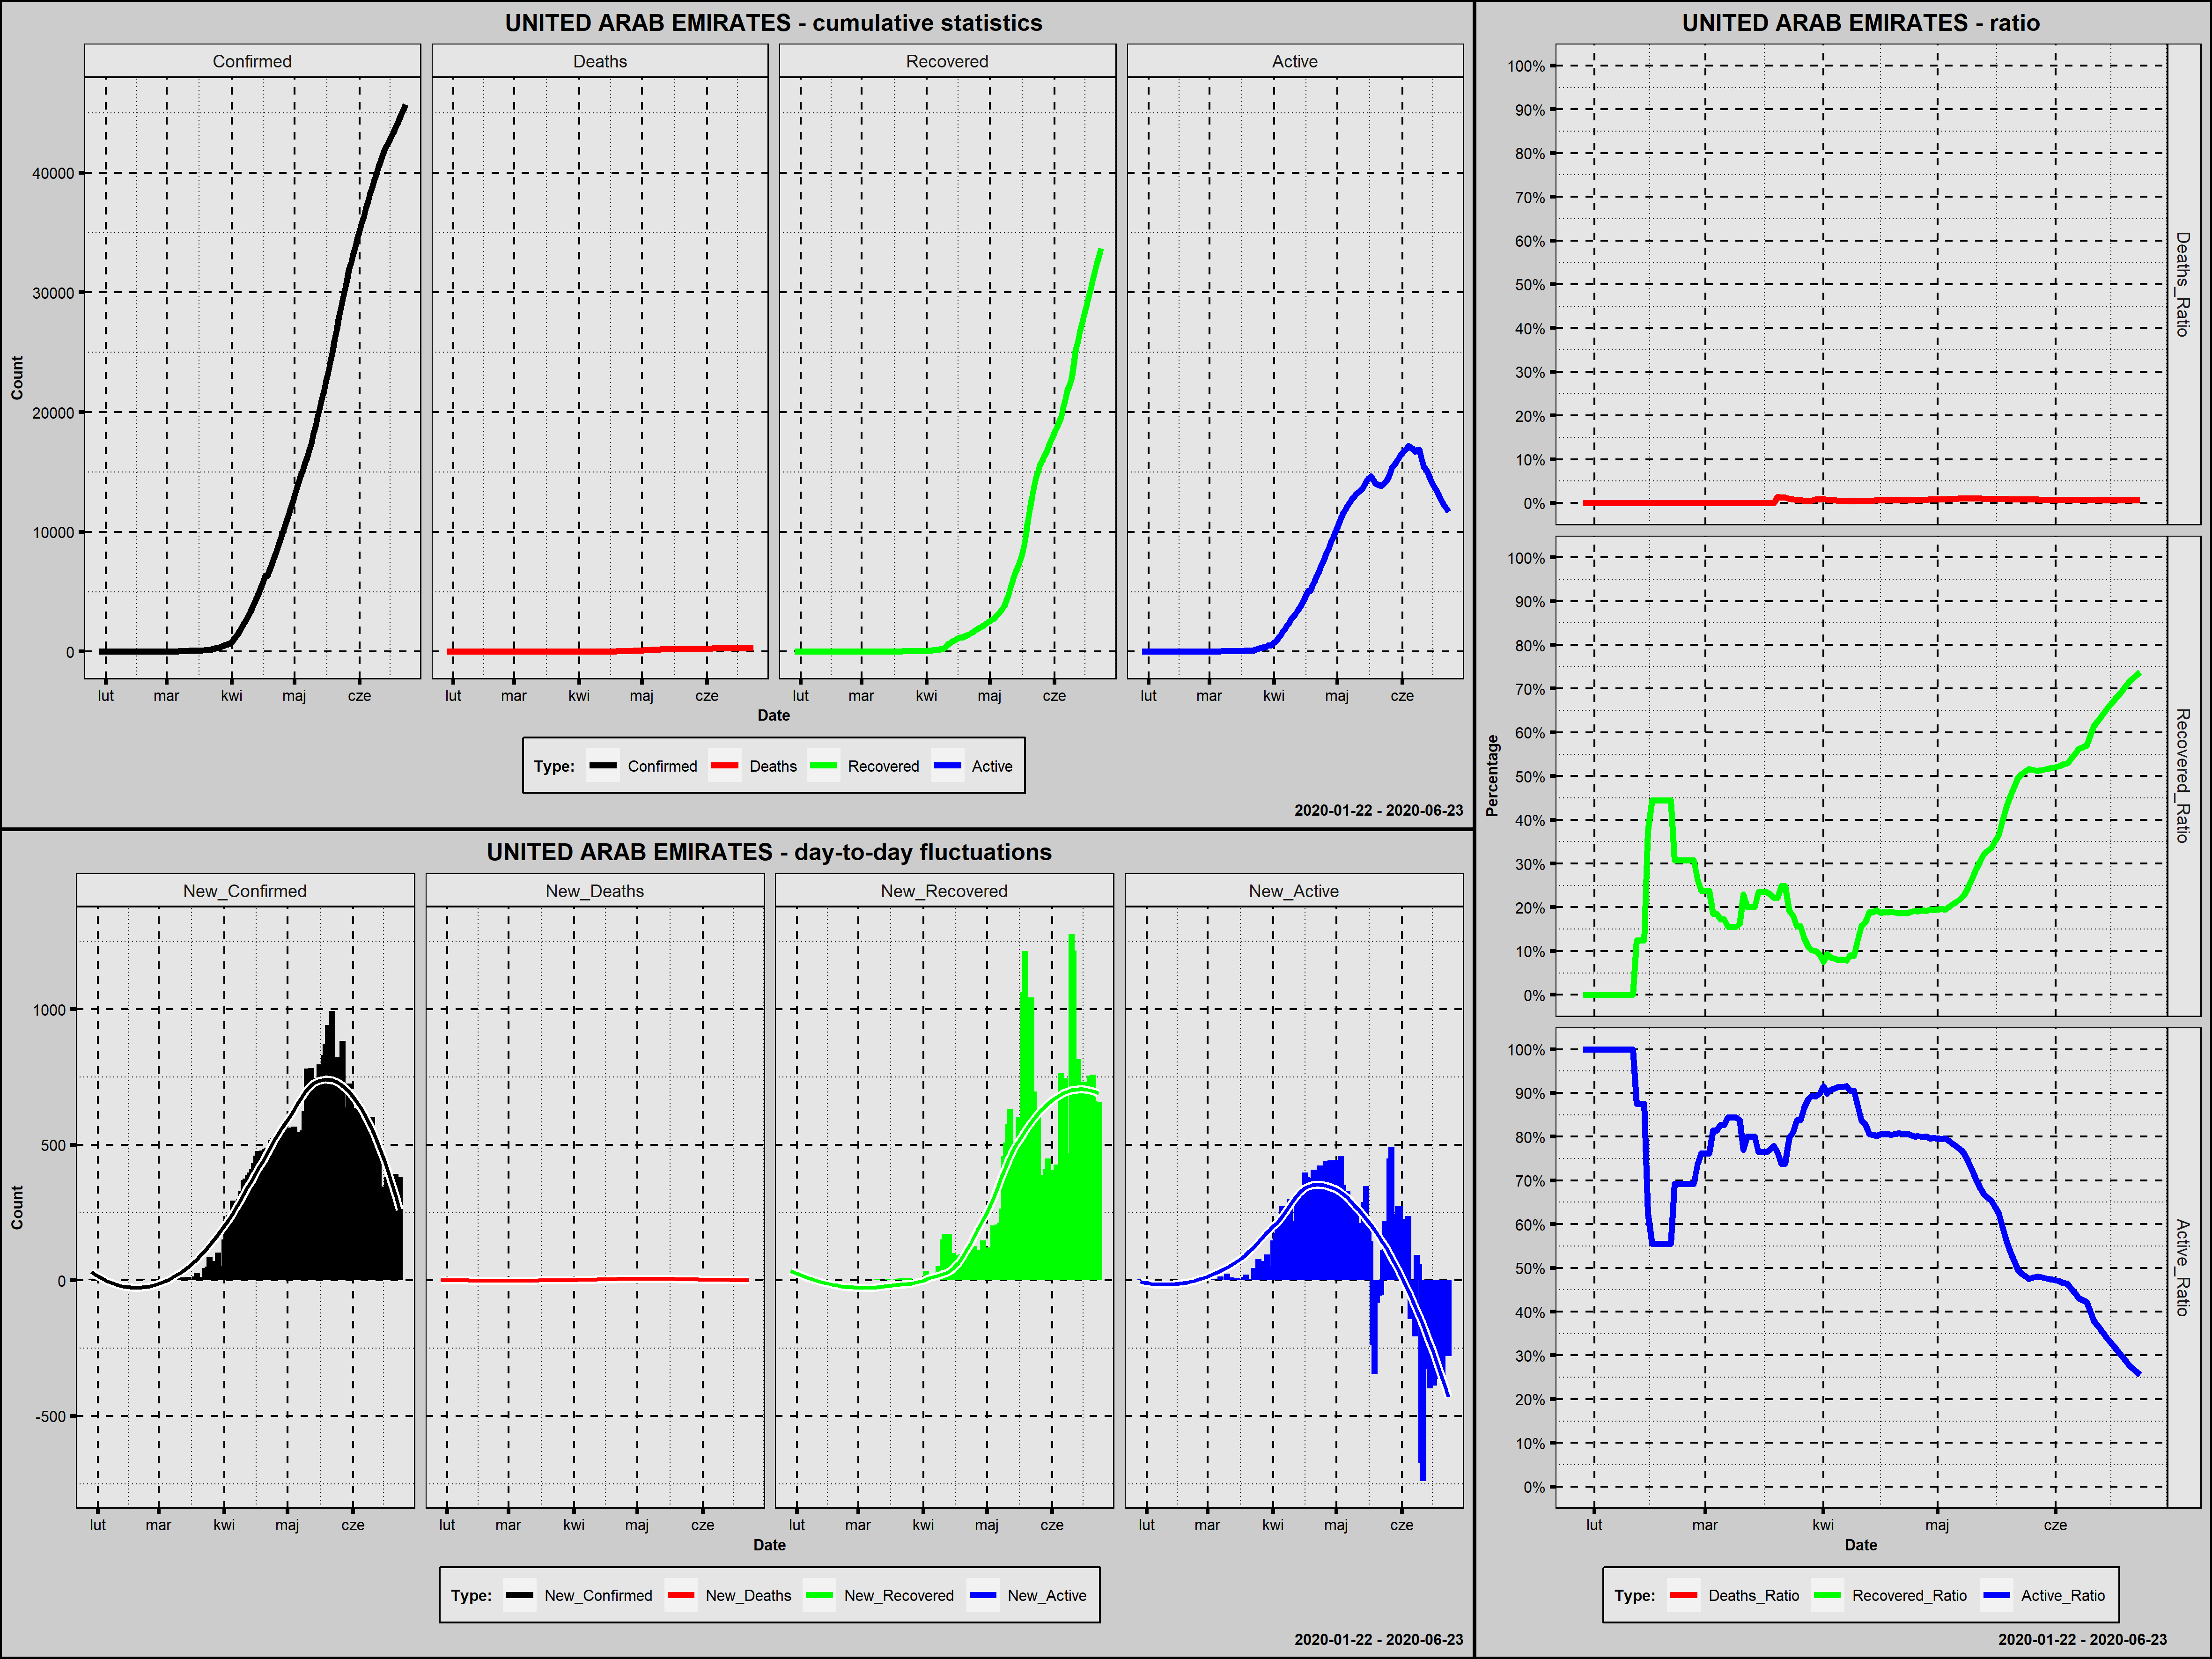 UNITED ARAB EMIRATES - cumulative statistics
Confirmed Deaths Recovered Active
Count
40000
30000
20000
10000
0
lut mar kwi maj cze lut mar kwi maj cze lut mar kwi maj cze lut mar kwi maj cze
Date
Type: Confirmed Deaths Recovered Active
2020-01-22 - 2020-06-23
UNITED ARAB EMIRATES - day-to-day fluctuations
New_Confirmed New_Deaths New_Recovered New_Active
Count
1000
500
0
-500
lut mar kwi maj cze lut mar kwi maj cze lut mar kwi maj cze lut mar kwi maj cze
Date
Type: New_Confirmed New_Deaths New_Recovered New_Active
2020-01-22 - 2020-06-23
UNITED ARAB EMIRATES - ratio
Percentage
100%
90%
80%
70%
60%
50%
40%
30%
20%
10%
0%
Deaths_Ratio
100%
90%
80%
70%
60%
50%
40%
30%
20%
10%
0%
Recovered_Ratio
100%
90%
80%
70%
60%
50%
40%
30%
20%
10%
0%
Active_Ratio
lut mar kwi maj cze
Date
Type: Deaths_Ratio Recovered_Ratio Active_Ratio
2020-01-22 - 2020-06-23